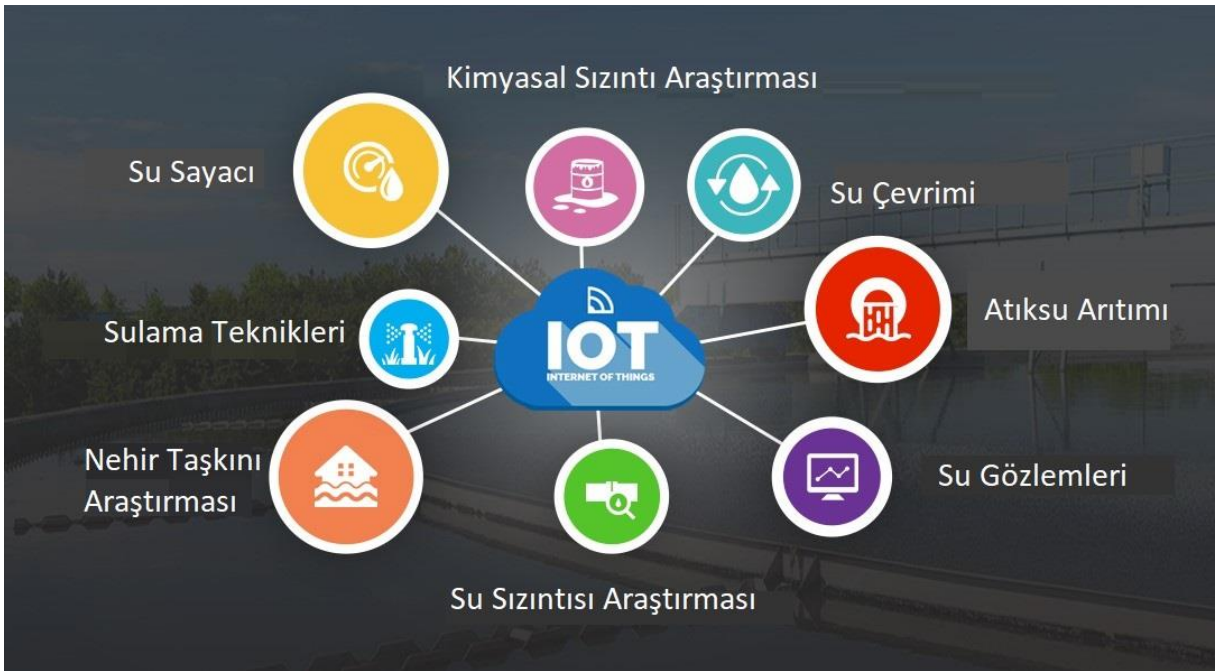 Kimyasal Sızıntı Araştırması
Su Sayacı
Su Çevrimi
Sulama Teknikleri
IOT
INTERNET OF THINGS
Atıksu Arıtımı
Nehir Taşkını
Araştırması
Su Gözlemleri
Su Sızıntısı Araştırması